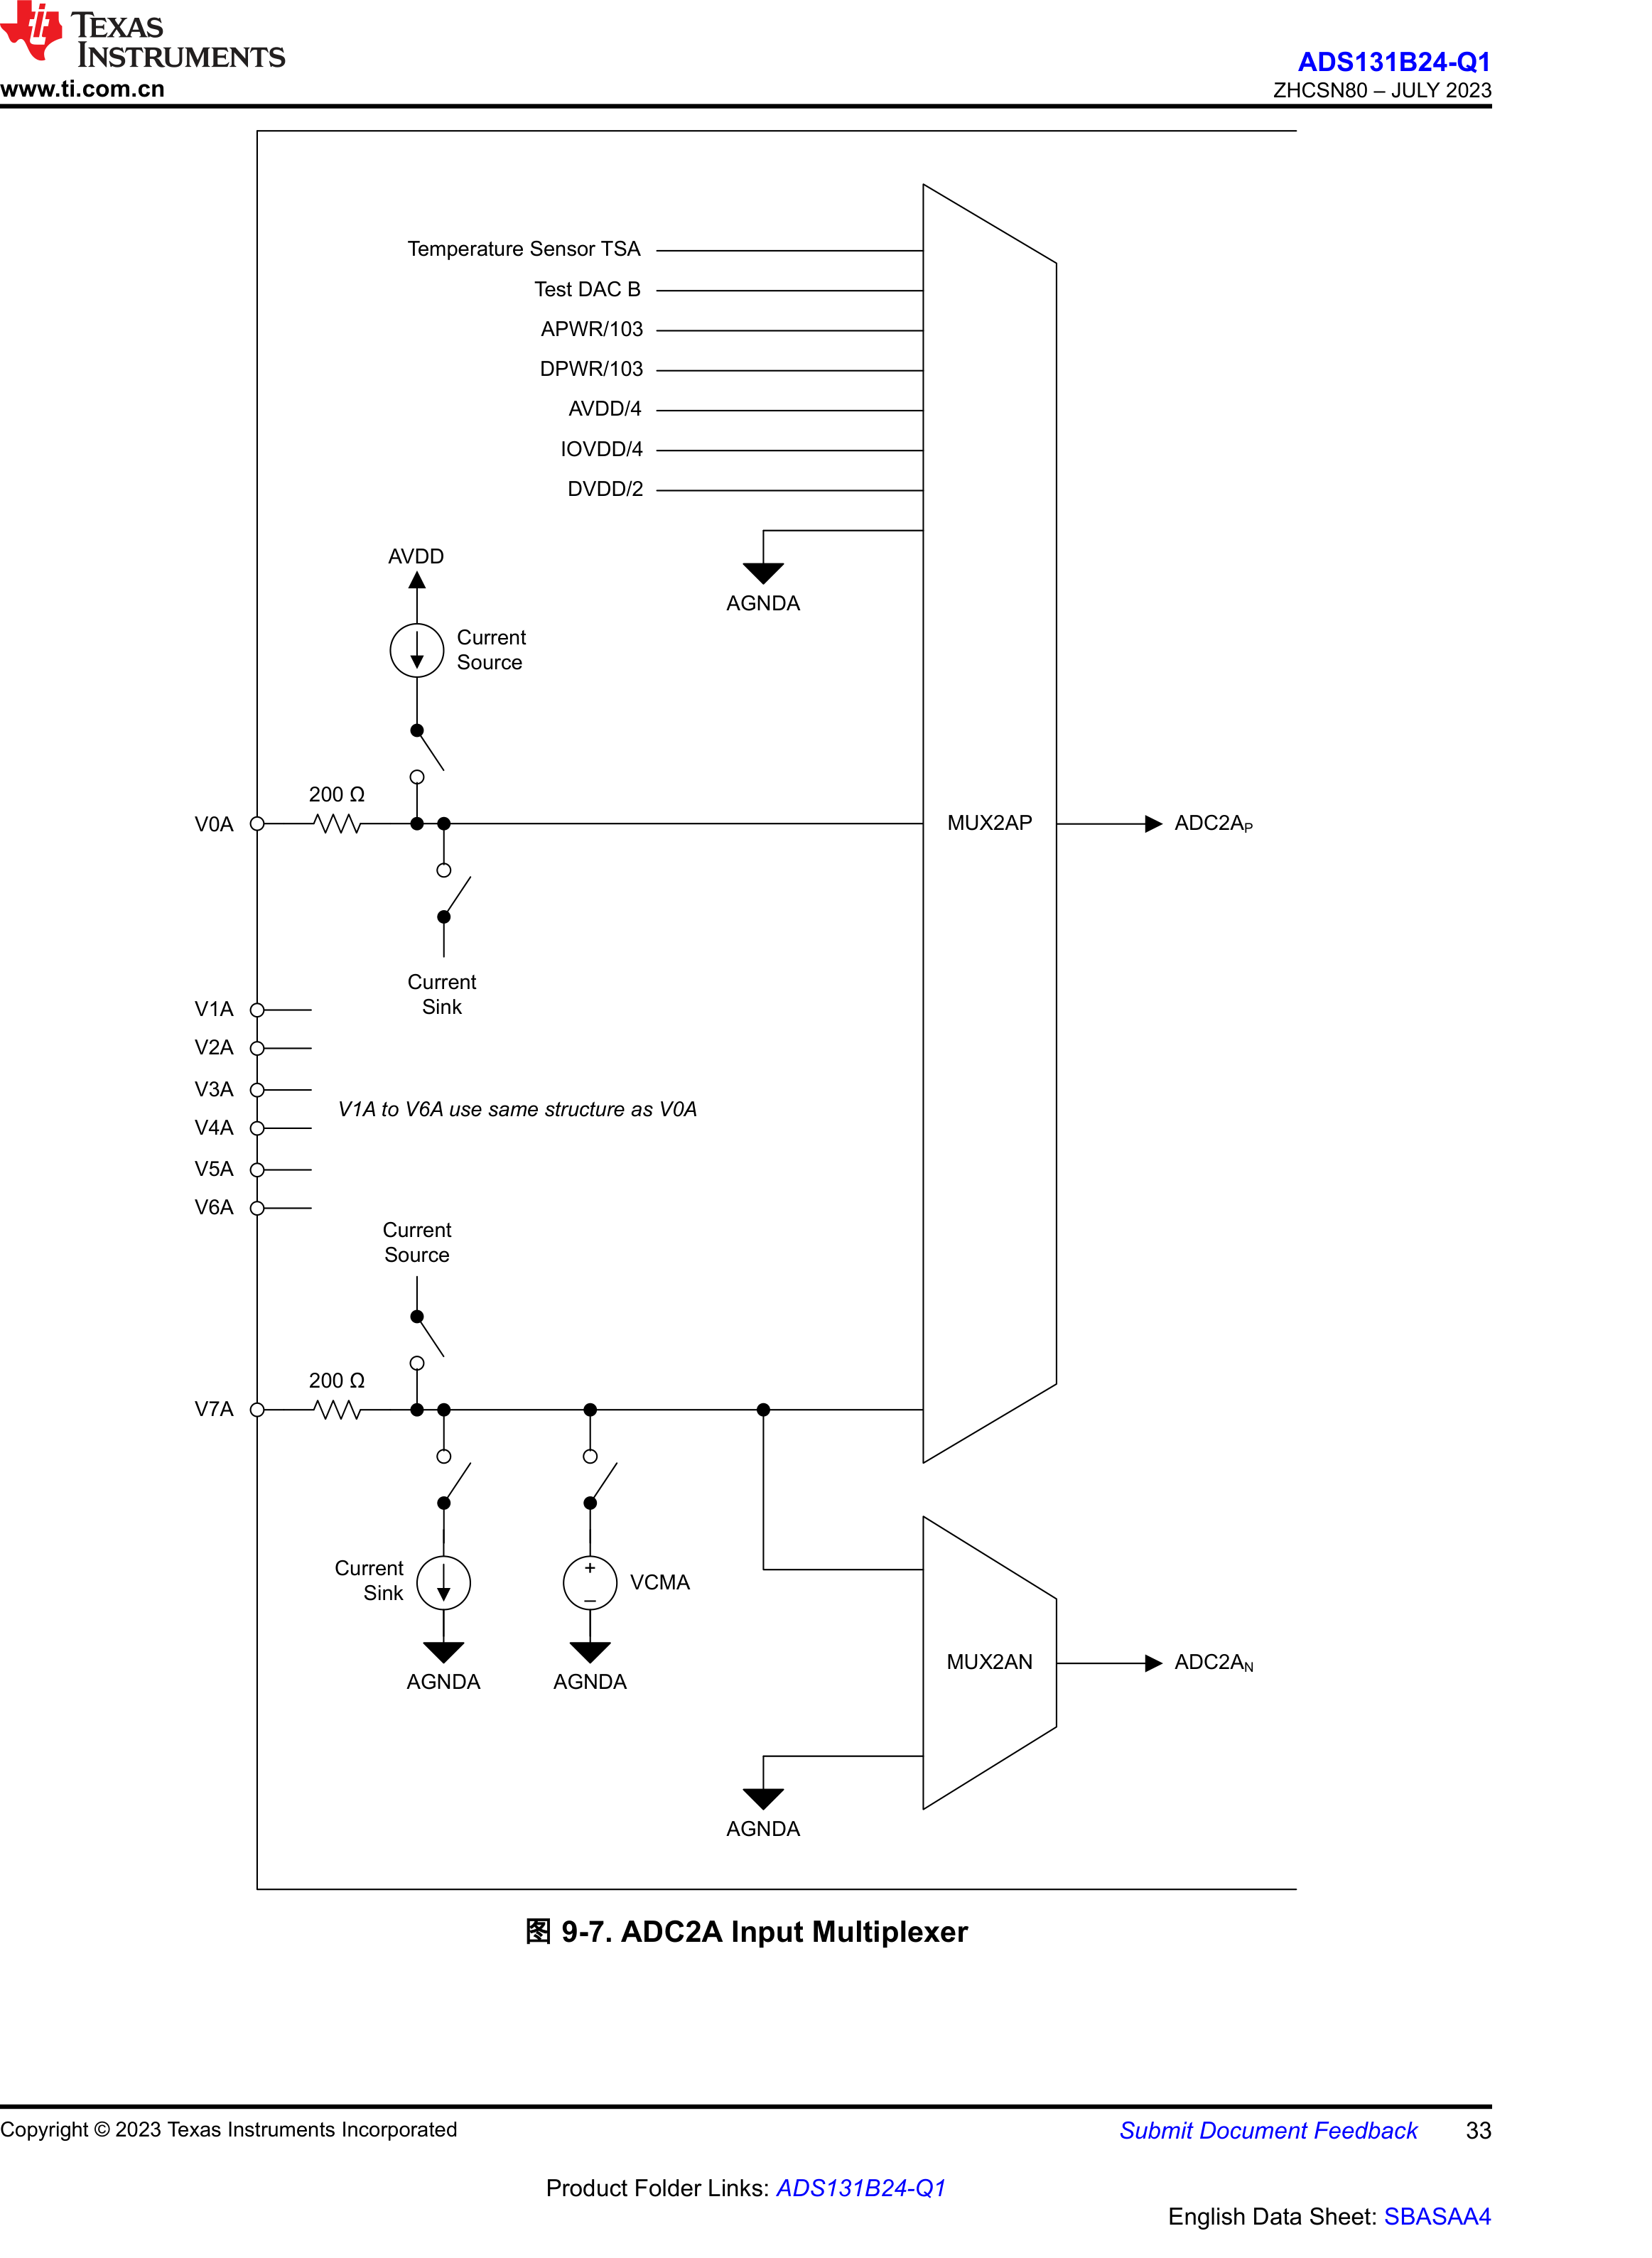 TEXAS
INSTRUMENTS
www.ti.com.cn
ADS131B24-Q1
ZHCSN80 – JULY 2023
Temperature Sensor TSA
Test DAC B
APWR/103
DPWR/103
AVDD/4
IOVDD/4
DVDD/2
AGNDA
AVDD
Current
Source
200 Ω
V0A
MUX2AP
ADC2AP
Current
Sink
V1A
V2A
V3A
V1A to V6A use same structure as V0A
V4A
V5A
V6A
Current
Source
200 Ω
V7A
Current
Sink
+
–
VCMA
AGNDA
AGNDA
MUX2AN
ADC2AN
AGNDA
图 9-7. ADC2A Input Multiplexer
Copyright © 2023 Texas Instruments Incorporated
Submit Document Feedback 33
Product Folder Links: ADS131B24-Q1
English Data Sheet: SBASAA4